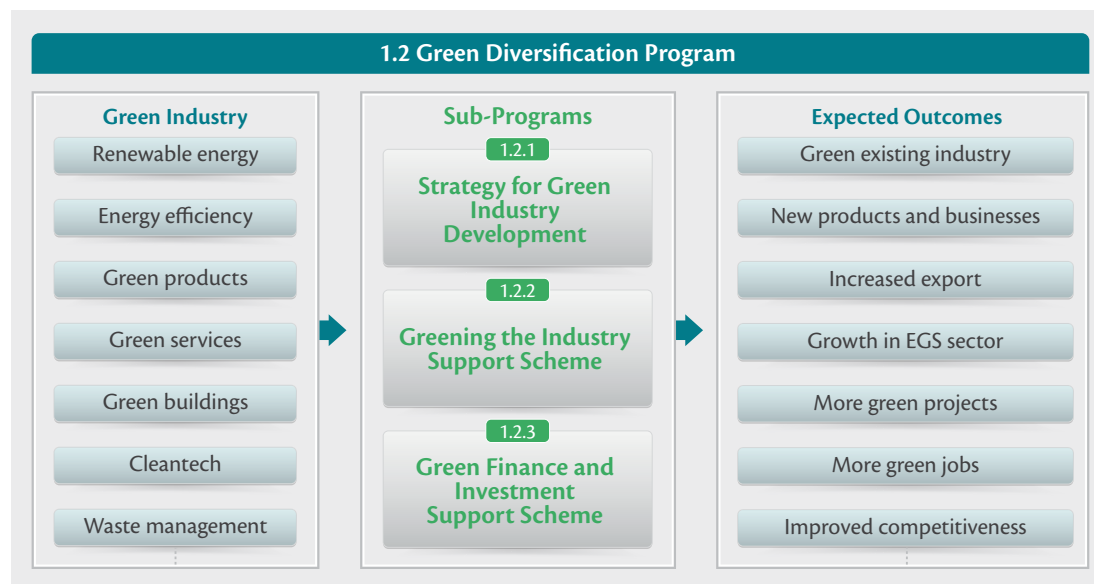 1.2 Green Diversification Program
Green Industry
Renewable energy
Energy efficiency
Green products
Green services
Green buildings
Cleantech
Waste management
Sub-Programs
1.2.1
Strategy for Green
Industry
Development
1.2.2
Greening the Industry
Support Scheme
1.2.3
Green Finance and
Investment
Support Scheme
Expected Outcomes
Green existing industry
New products and businesses
Increased export
Growth in EGS sector
More green projects
More green jobs
Improved competitiveness